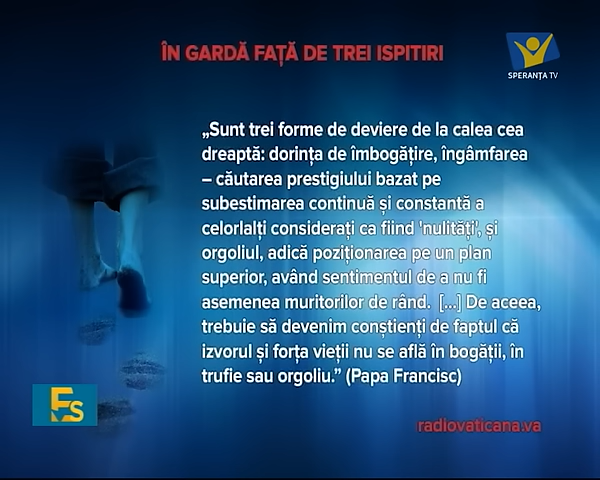 ÎN GARDĂ FAȚĂ DE TREI ISPITIRI
SPERANȚA TV
„Sunt trei forme de deviere de la calea cea
dreaptă: dorința de îmbogățire, îngâmfarea
– căutarea prestigiului bazat pe
subestimarea continuă și constantă a
celorlalți considerați ca fiind 'nulități', și
orgoliul, adică poziționarea pe un plan
superior, având sentimentul de a nu fi
asemenea muritorilor de rând. [...] De aceea,
trebuie să devenim conștienți de faptul că
izvorul și forța vieții nu se află în bogății, în
trufie sau orgoliu.” (Papa Francisc)
Es
radiovaticana.va